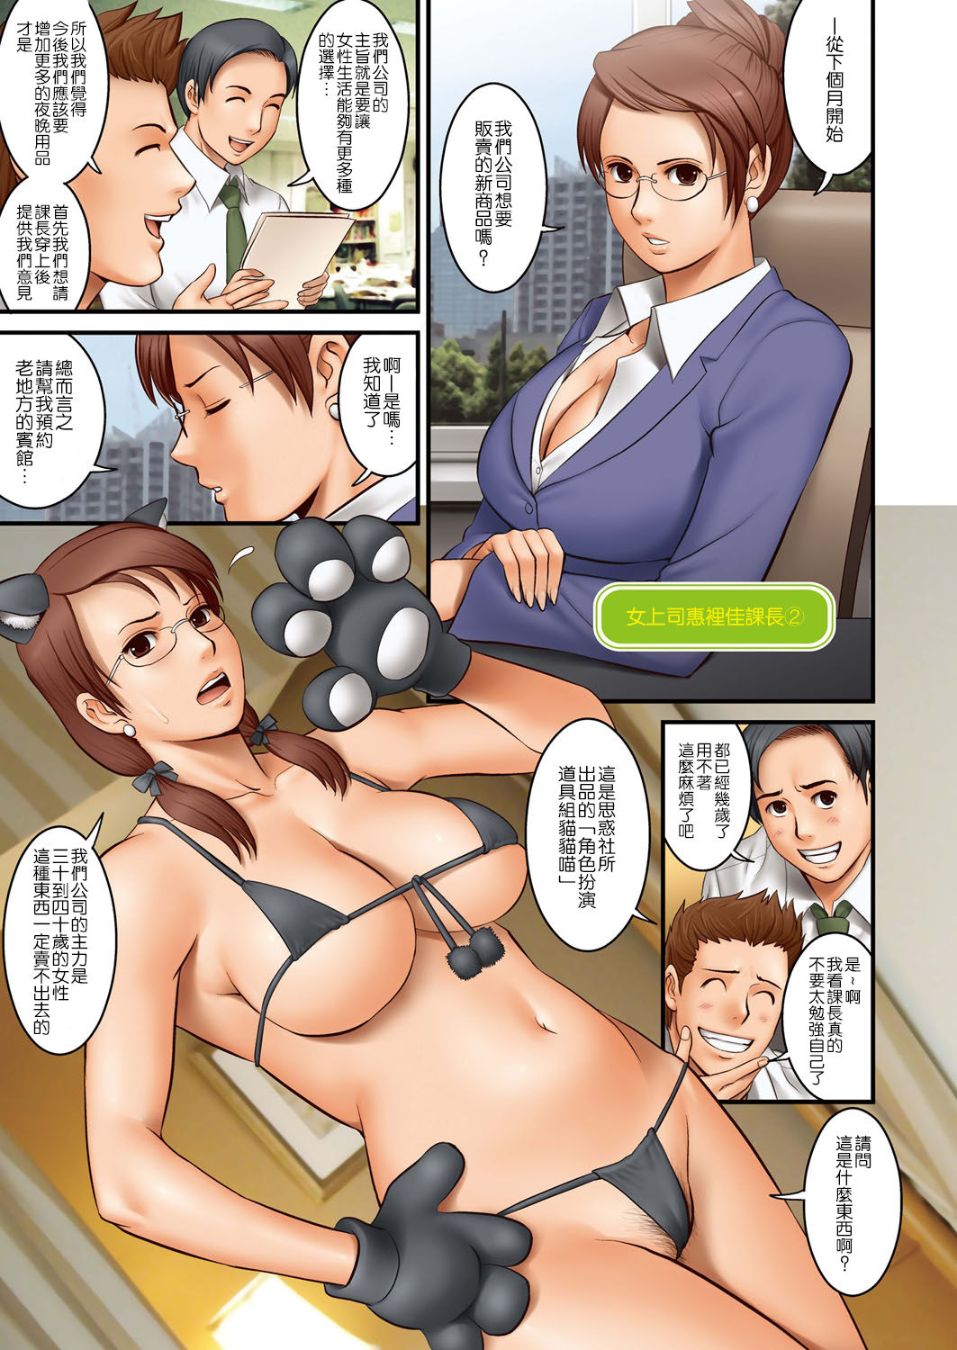 —從下個月開始
我們公司想要
販賣的新商品嗎？
我們公司的
主旨就是要讓
女性生活能夠有更多種
的選擇…
所以我們覺得
今後我們應該要
增加更多的夜晚用品
才是
首先我們想請
課長穿上後
提供我們意見
啊—是嗎…
我知道了
總而言之
請幫我預約
老地方的賓館…
女上司惠裡佳課長②
都已經幾歲了
用不著
這麼麻煩了吧
是~啊
我看課長真的
不要太勉強自己了
這是思惑社所
出品的「角色扮演
道具組貓貓喵」
請問
這是什麼東西啊？
我們公司的主力是
三十到四十歲的女性
這種東西一定賣不出去的